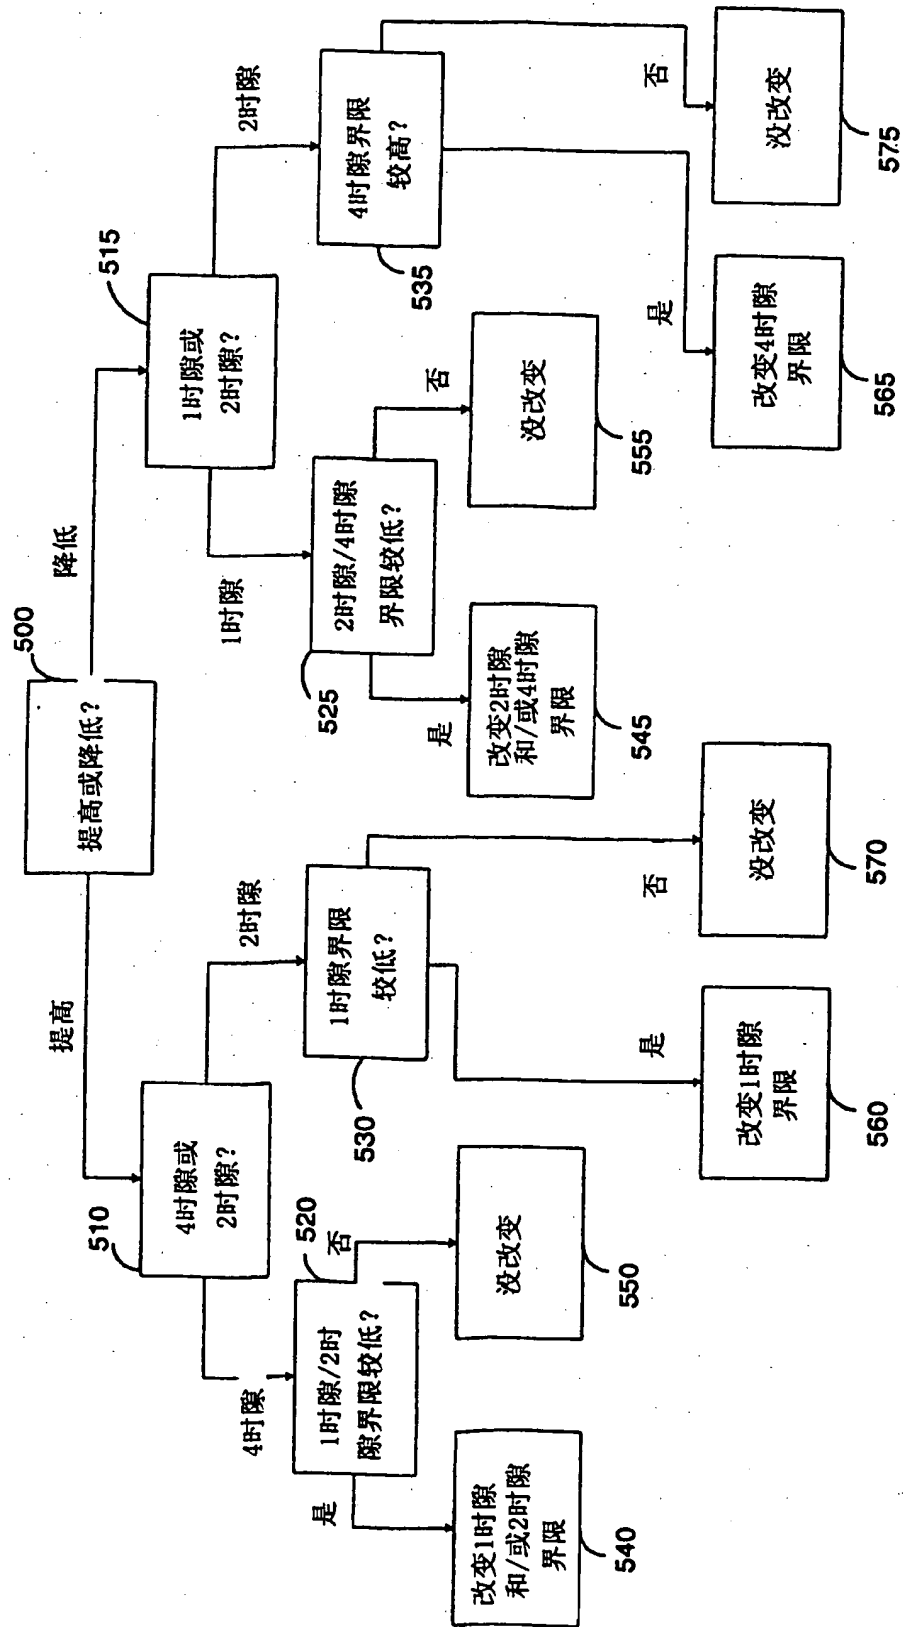 提高或降低?
500
提高
降低
510
4时隙或
2时隙?
515
1时隙或
2时隙?
4时隙
2时隙
1时隙
2时隙
520
1时隙/2时
隙界限较低?
530
1时隙界限
较低?
525
2时隙/4时隙
界限较低?
535
4时隙界限
较高?
是
否
是
否
是
否
是
否
改变1时隙
和/或2时隙
界限
540
没改变
550
改变1时隙
界限
560
没改变
570
改变2时隙
和/或4时隙
界限
545
没改变
555
改变4时隙
界限
565
没改变
575